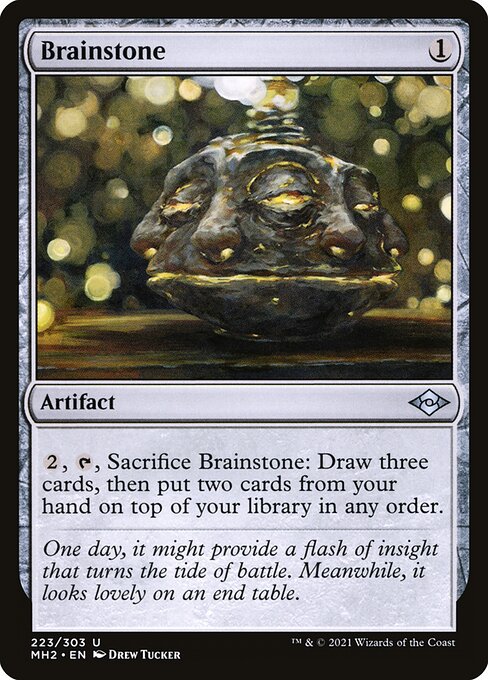 Brainstone 1
Artifact
2, , Sacrifice Brainstone: Draw three
cards, then put two cards from your
hand on top of your library in any order.
One day, it might provide a flash of insight
that turns the tide of battle. Meanwhile, it
looks lovely on an end table.
223/303 U
™ & © 2021 Wizards of the Coast
MH2 • EN Drew Tucker